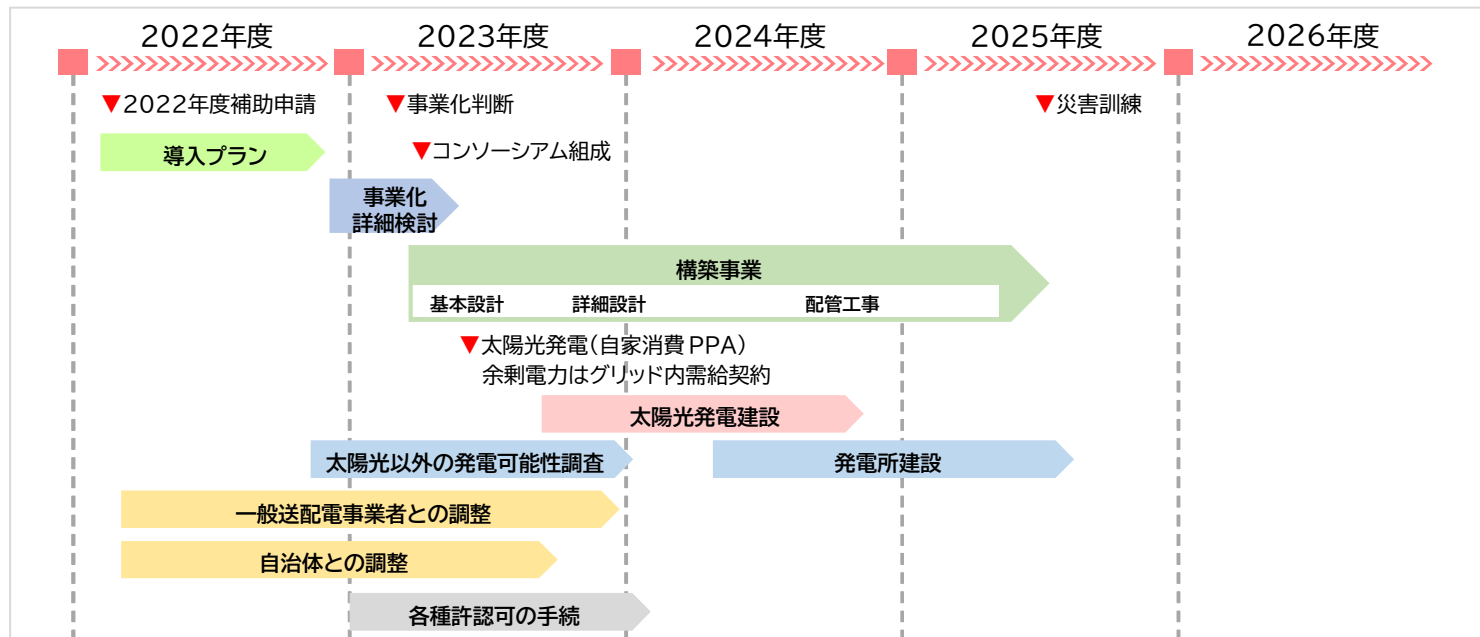 2022年度
2023年度
2024年度
2025年度
2026年度
▼2022年度補助申請
▼事業化判断
▼災害訓練
導入プラン
▼コンソーシアム組成
事業化
詳細検討
構築事業
基本設計
詳細設計
配管工事
▼太陽光発電(自家消費PPA)
余剰電力はグリッド内需給契約
太陽光発電建設
太陽光以外の発電可能性調査
発電所建設
一般送配電事業者との調整
自治体との調整
各種許認可の手続